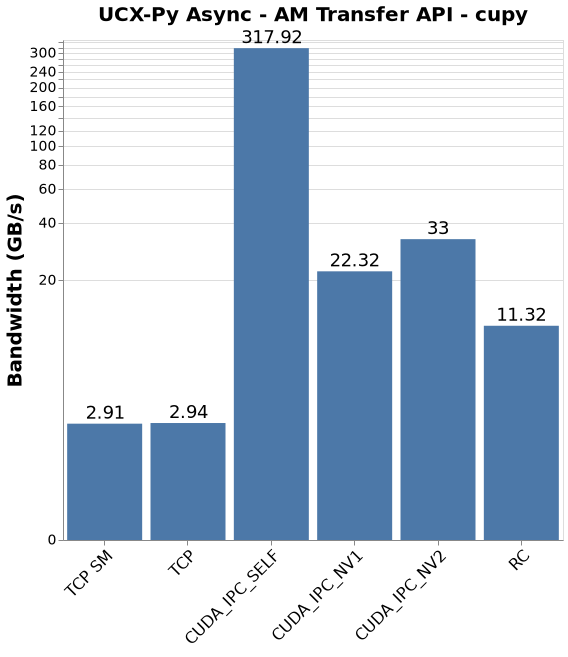 UCX-Py Async - AM Transfer API - cupy
317.92
300
240
200
160
120
100
80
60
40
33
22.32
20
11.32
2.91
2.94
0
Bandwidth (GB/s)
TCP SM
TCP
CUDA_IPC_SELF
CUDA_IPC_NV1
CUDA_IPC_NV2
RC